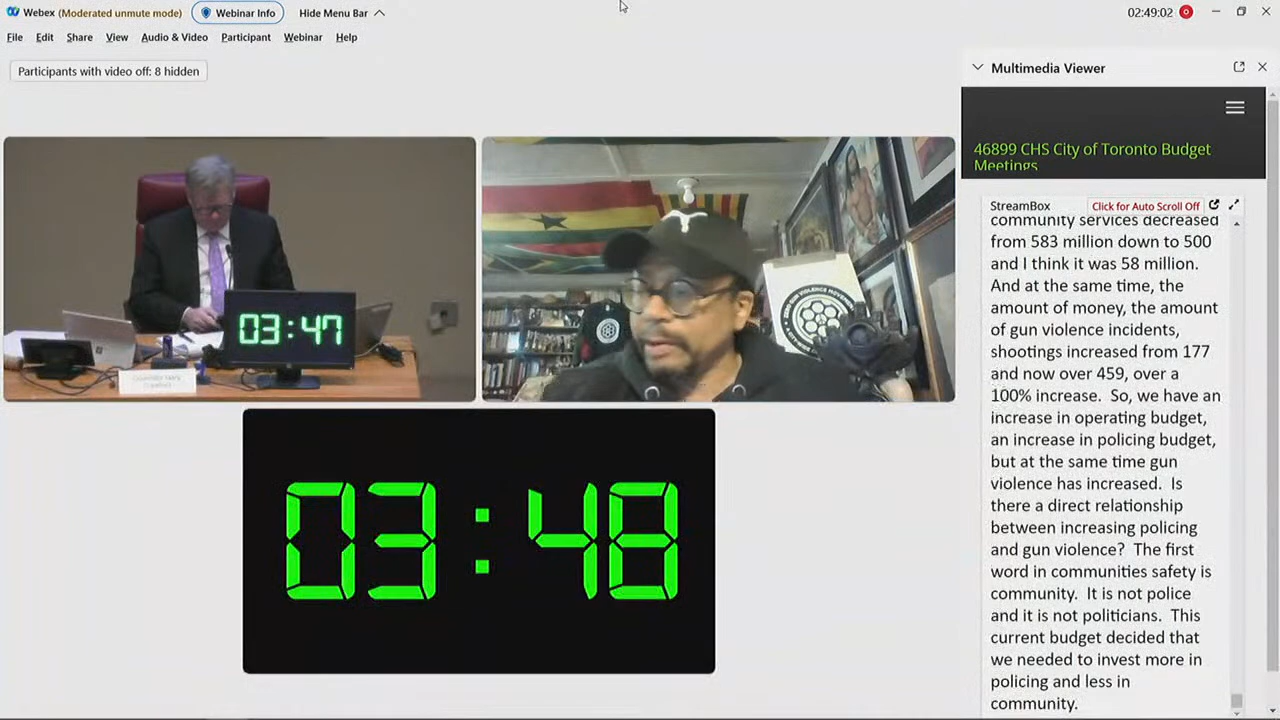 Webex (Moderated unmute mode) Webinar Info Hide Menu Bar 02:49:02
File Edit Share View Audio & Video Participant Webinar Help
Participants with video off: 8 hidden
Multimedia Viewer
46899 CHS City of Toronto Budget
Meetings
StreamBox Click for Auto Scroll Off
community services decreased
from 583 million down to 500
and I think it was 58 million.
And at the same time, the
amount of money, the amount
of gun violence incidents,
shootings increased from 177
and now over 459, over a
100% increase. So, we have an
increase in operating budget,
an increase in policing budget,
but at the same time gun
violence has increased. Is
there a direct relationship
between increasing policing
and gun violence? The first
word in communities safety is
community. It is not police
and it is not politicians. This
current budget decided that
we needed to invest more in
policing and less in
community.
03:47
ZERO GUN VIOLENCE MOVEMENT
03:48